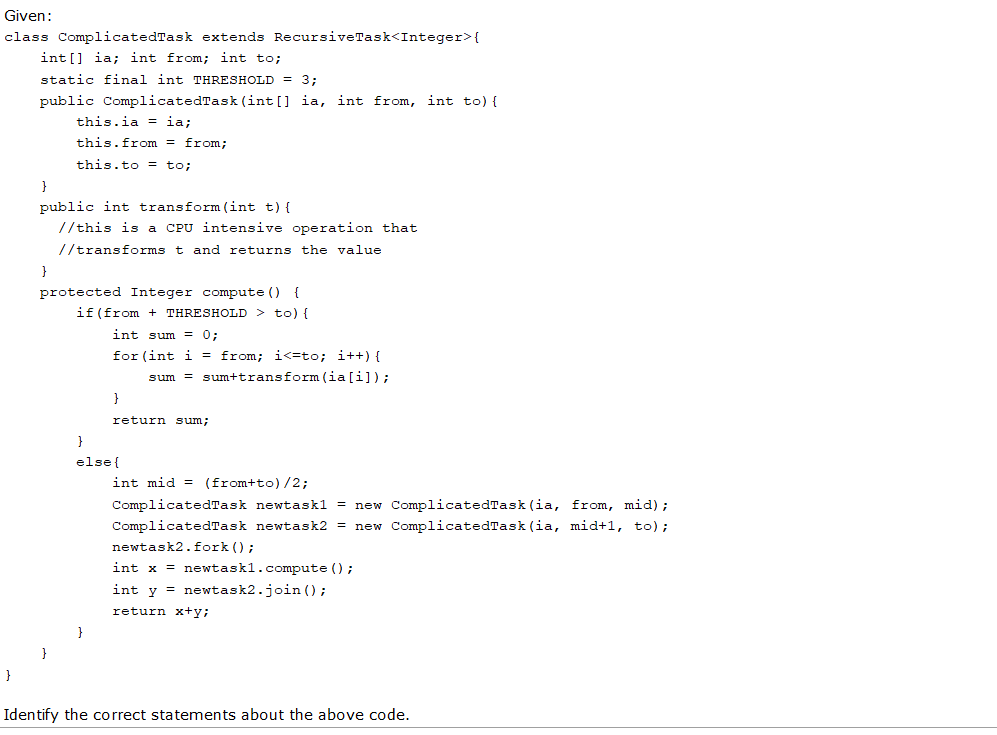 Given:
class ComplicatedTask extends RecursiveTask<Integer>{
    int[] ia; int from; int to;
    static final int THRESHOLD = 3;
    public ComplicatedTask(int[] ia, int from, int to){
        this.ia = ia;
        this.from = from;
        this.to = to;
    }
    public int transform(int t){
      //this is a CPU intensive operation that
      //transforms t and returns the value
    }
    protected Integer compute() {
        if(from + THRESHOLD > to){
            int sum = 0;
            for(int i = from; i<=to; i++){
                sum = sum+transform(ia[i]);
            }
            return sum;
        }
        else{
            int mid = (from+to)/2;
            ComplicatedTask newtask1 = new ComplicatedTask(ia, from, mid);
            ComplicatedTask newtask2 = new ComplicatedTask(ia, mid+1, to);
            newtask2.fork();
            int x = newtask1.compute();
            int y = newtask2.join();
            return x+y;
        }
    }
}
Identify the correct statements about the above code.